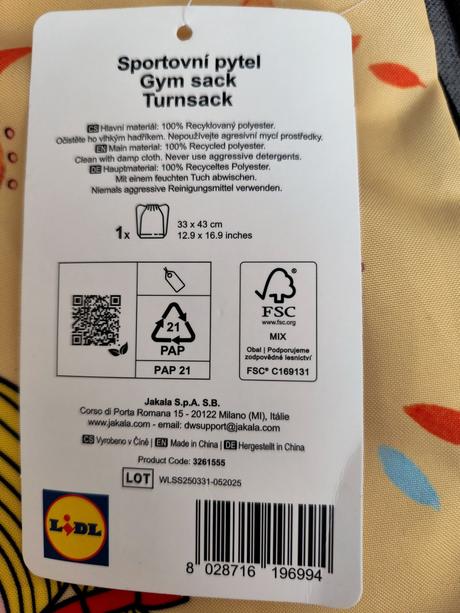 Sportovní pytel
Gym sack
Turnsack
CS Hlavní materiál: 100% Recyklovaný polyester.
Očistěte ho vlhkým hadříkem. Nepoužívejte agresivní mycí prostředky.
EN Main material: 100% Recycled polyester.
Clean with damp cloth. Never use aggressive detergents.
DE Hauptmaterial: 100% Recyceltes Polyester.
Mit einem feuchten Tuch abwischen.
Niemals aggressive Reinigungsmittel verwenden.
1x
33 x 43 cm
12.9 x 16.9 inches
21
PAP
PAP 21
FSC
www.fsc.org
MIX
Obal | Podporujeme
zodpovědné lesnictví
FSC® C169131
Jakala S.p.A. S.B.
Corso di Porta Romana 15 - 20122 Milano (MI), Itálie
www.jakala.com - email: dwsupport@jakala.com
CS Vyrobeno v Číně | EN Made in China | DE Hergestellt in China
Product Code: 3261555
LOT WLSS250331-052025
LIDL
8 028716 196994